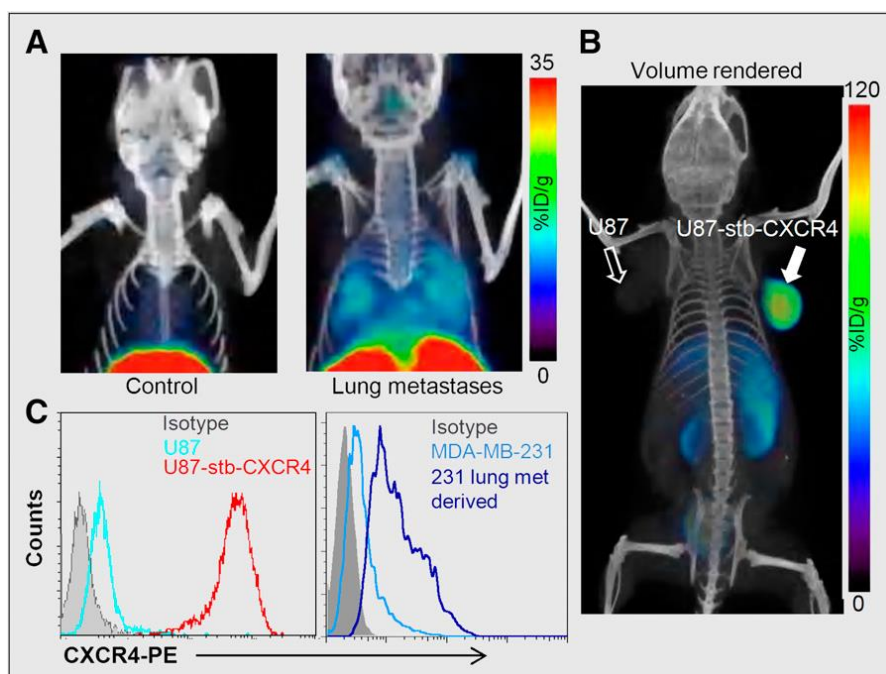 A
35
%ID/g
0
Control
Lung metastases
B
Volume rendered
120
U87
U87-stb-CXCR4
%ID/g
0
C
Isotype
U87
U87-stb-CXCR4
Isotype
MDA-MB-231
231 lung met
derived
Counts
CXCR4-PE